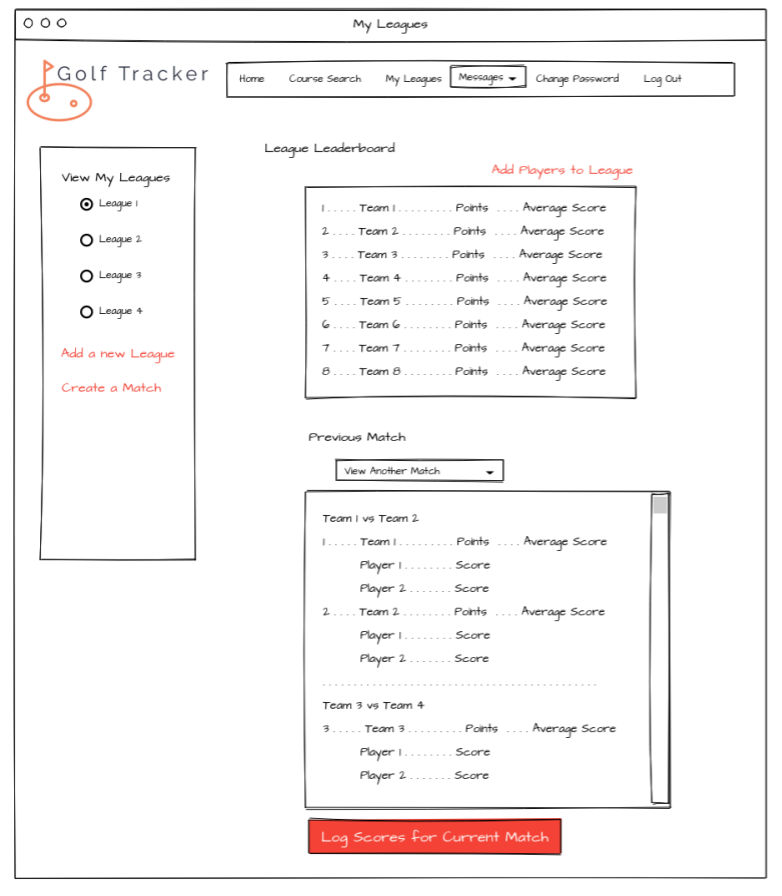 My Leagues
Golf Tracker
Home Course Search My Leagues Messages Change Password Log Out
View My Leagues
League 1
League 2
League 3
League 4
Add a new League
Create a Match
League Leaderboard
Add Players to League
1 . . . . . Team 1 . . . . . . . . . Points . . . . Average Score
2 . . . . Team 2 . . . . . . . . Points . . . . Average Score
3 . . . . . Team 3 . . . . . . . . Points . . . . Average Score
4 . . . . Team 4 . . . . . . . . Points . . . . Average Score
5 . . . . Team 5 . . . . . . . . Points . . . . Average Score
6 . . . . Team 6 . . . . . . . . Points . . . . Average Score
7 . . . . . Team 7 . . . . . . . . Points . . . . Average Score
8 . . . . Team 8 . . . . . . . . Points . . . . Average Score
Previous Match
View Another Match
Team 1 vs Team 2
1 . . . . . Team 1 . . . . . . . . . Points . . . . Average Score
Player 1 . . . . . . . . Score
Player 2 . . . . . . . Score
2 . . . . Team 2 . . . . . . . . Points . . . . Average Score
Player 1 . . . . . . . . Score
Player 2 . . . . . . . Score
. . . . . . . . . . . . . . . . . . . . . . . . . . . . . . . . . . . . . . . . . . . .
Team 3 vs Team 4
3 . . . . . Team 3 . . . . . . . . . Points . . . . Average Score
Player 1 . . . . . . . . Score
Player 2 . . . . . . . Score
Log Scores for Current Match